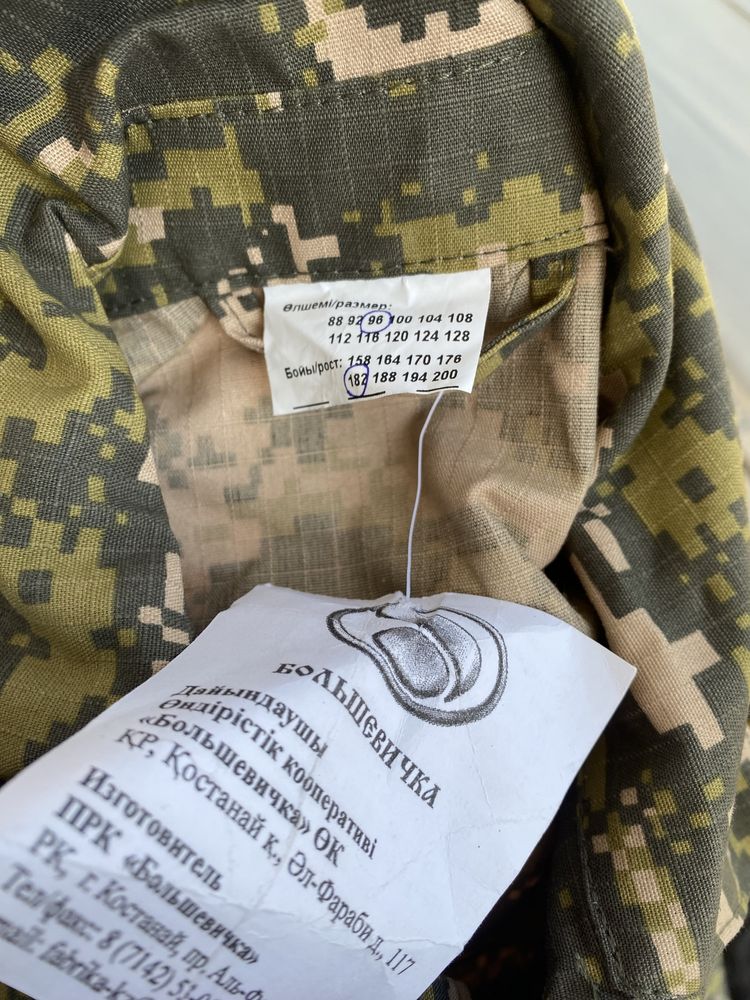 Өлшемі/размер:
88 92 96 100 104 108
112 116 120 124 128
Бойы/рост: 158 164 170 176
182 188 194 200
БОЛЬШЕВИЧКА
Дайындаушы
Өндірістік кооперативі
«Большевичка» ӨК
ҚР, Қостанай қ., Әл-Фараби д., 117
Изготовитель
ПРК «Большевичка»
РК, г. Костанай, пр. Аль-Ф
Тел/факс: 8 (7142) 51-0